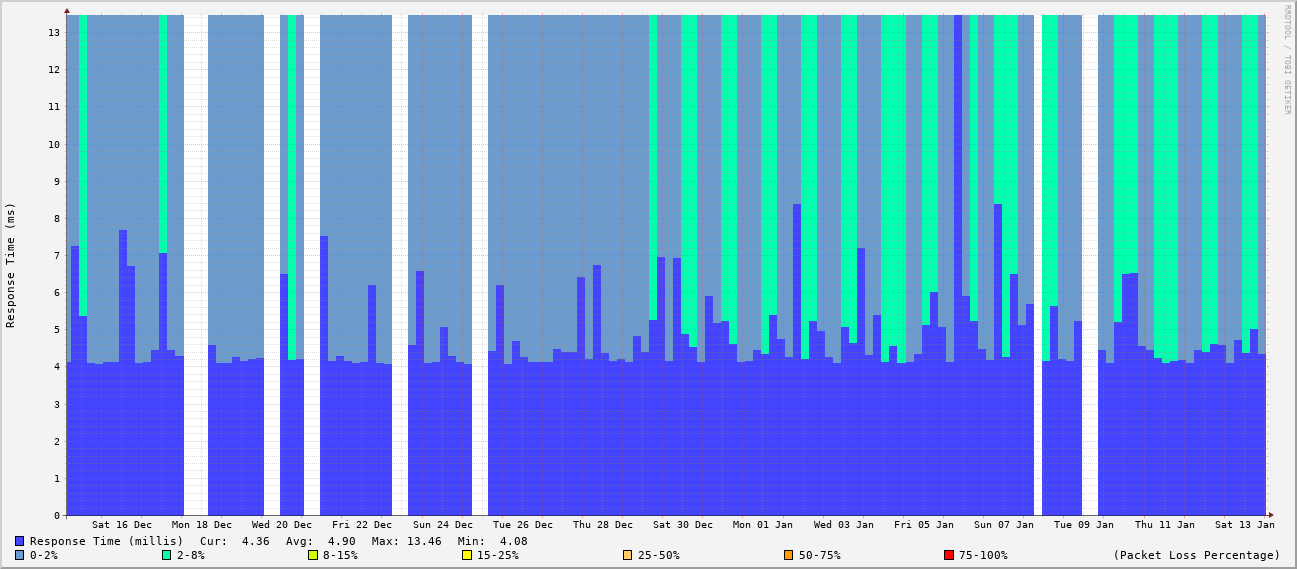 RRDTOOL / TOBI OETIKER
Response Time (ms)
13
12
11
10
9
8
7
6
5
4
3
2
1
0
Sat 16 Dec Mon 18 Dec Wed 20 Dec Fri 22 Dec Sun 24 Dec Tue 26 Dec Thu 28 Dec Sat 30 Dec Mon 01 Jan Wed 03 Jan Fri 05 Jan Sun 07 Jan Tue 09 Jan Thu 11 Jan Sat 13 Jan
Response Time (millis) Cur: 4.36 Avg: 4.90 Max: 13.46 Min: 4.08
0-2% 2-8% 8-15% 15-25% 25-50% 50-75% 75-100% (Packet Loss Percentage)